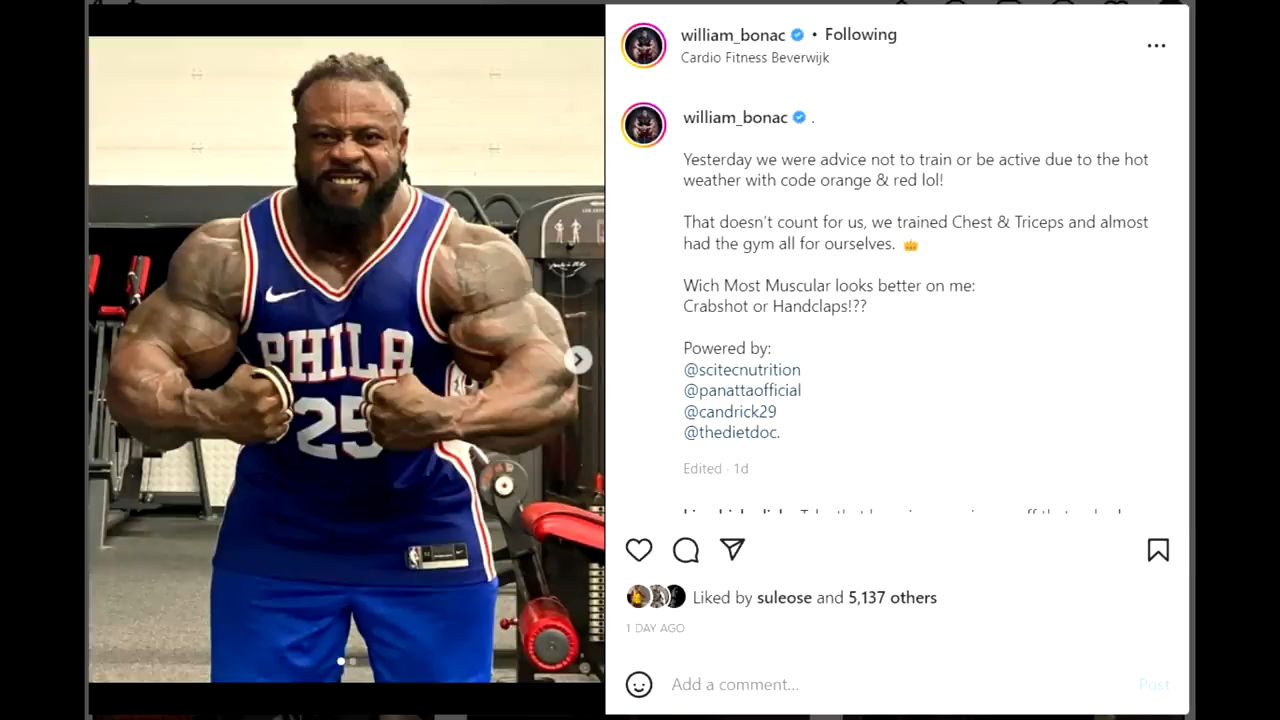 william_bonac • Following
Cardio Fitness Beverwijk
william_bonac .
Yesterday we were advice not to train or be active due to the hot
weather with code orange & red lol!
That doesn't count for us, we trained Chest & Triceps and almost
had the gym all for ourselves. 👑
Wich Most Muscular looks better on me:
Crabshot or Handclaps!??
Powered by:
@scitecnutrition
@panattaofficial
@candrick29
@thedietdoc.
Edited · 1d
Liked by suleose and 5,137 others
1 DAY AGO
Add a comment...
Post
PHILA
25